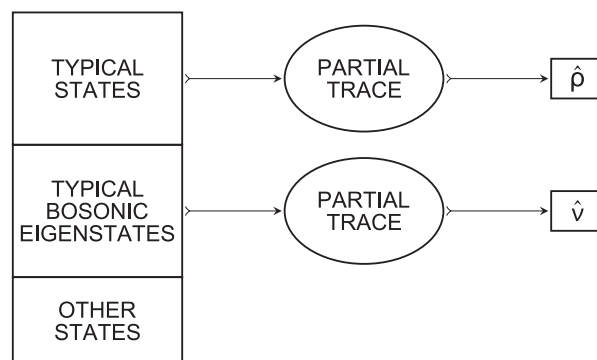 TYPICAL
STATES
PARTIAL
TRACE
ρ̂
TYPICAL
BOSONIC
EIGENSTATES
PARTIAL
TRACE
ν̂
OTHER
STATES